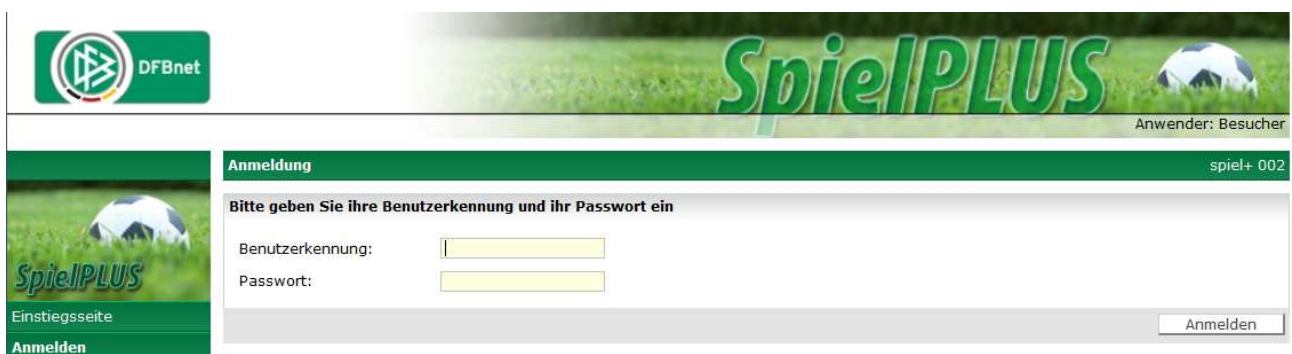 DFBnet
SpielPLUS
Anwender: Besucher
Anmeldung
spiel+ 002
SpielPLUS
Einstiegsseite
Anmelden
Bitte geben Sie ihre Benutzerkennung und ihr Passwort ein
Benutzerkennung:
Passwort:
Anmelden